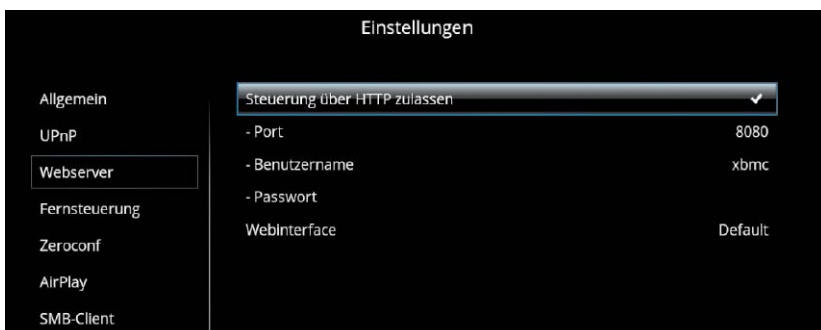 Einstellungen
Allgemein
UPnP
Webserver
Fernsteuerung
Zeroconf
AirPlay
SMB-Client
Steuerung über HTTP zulassen
- Port 8080
- Benutzername xbmc
- Passwort
Webinterface Default